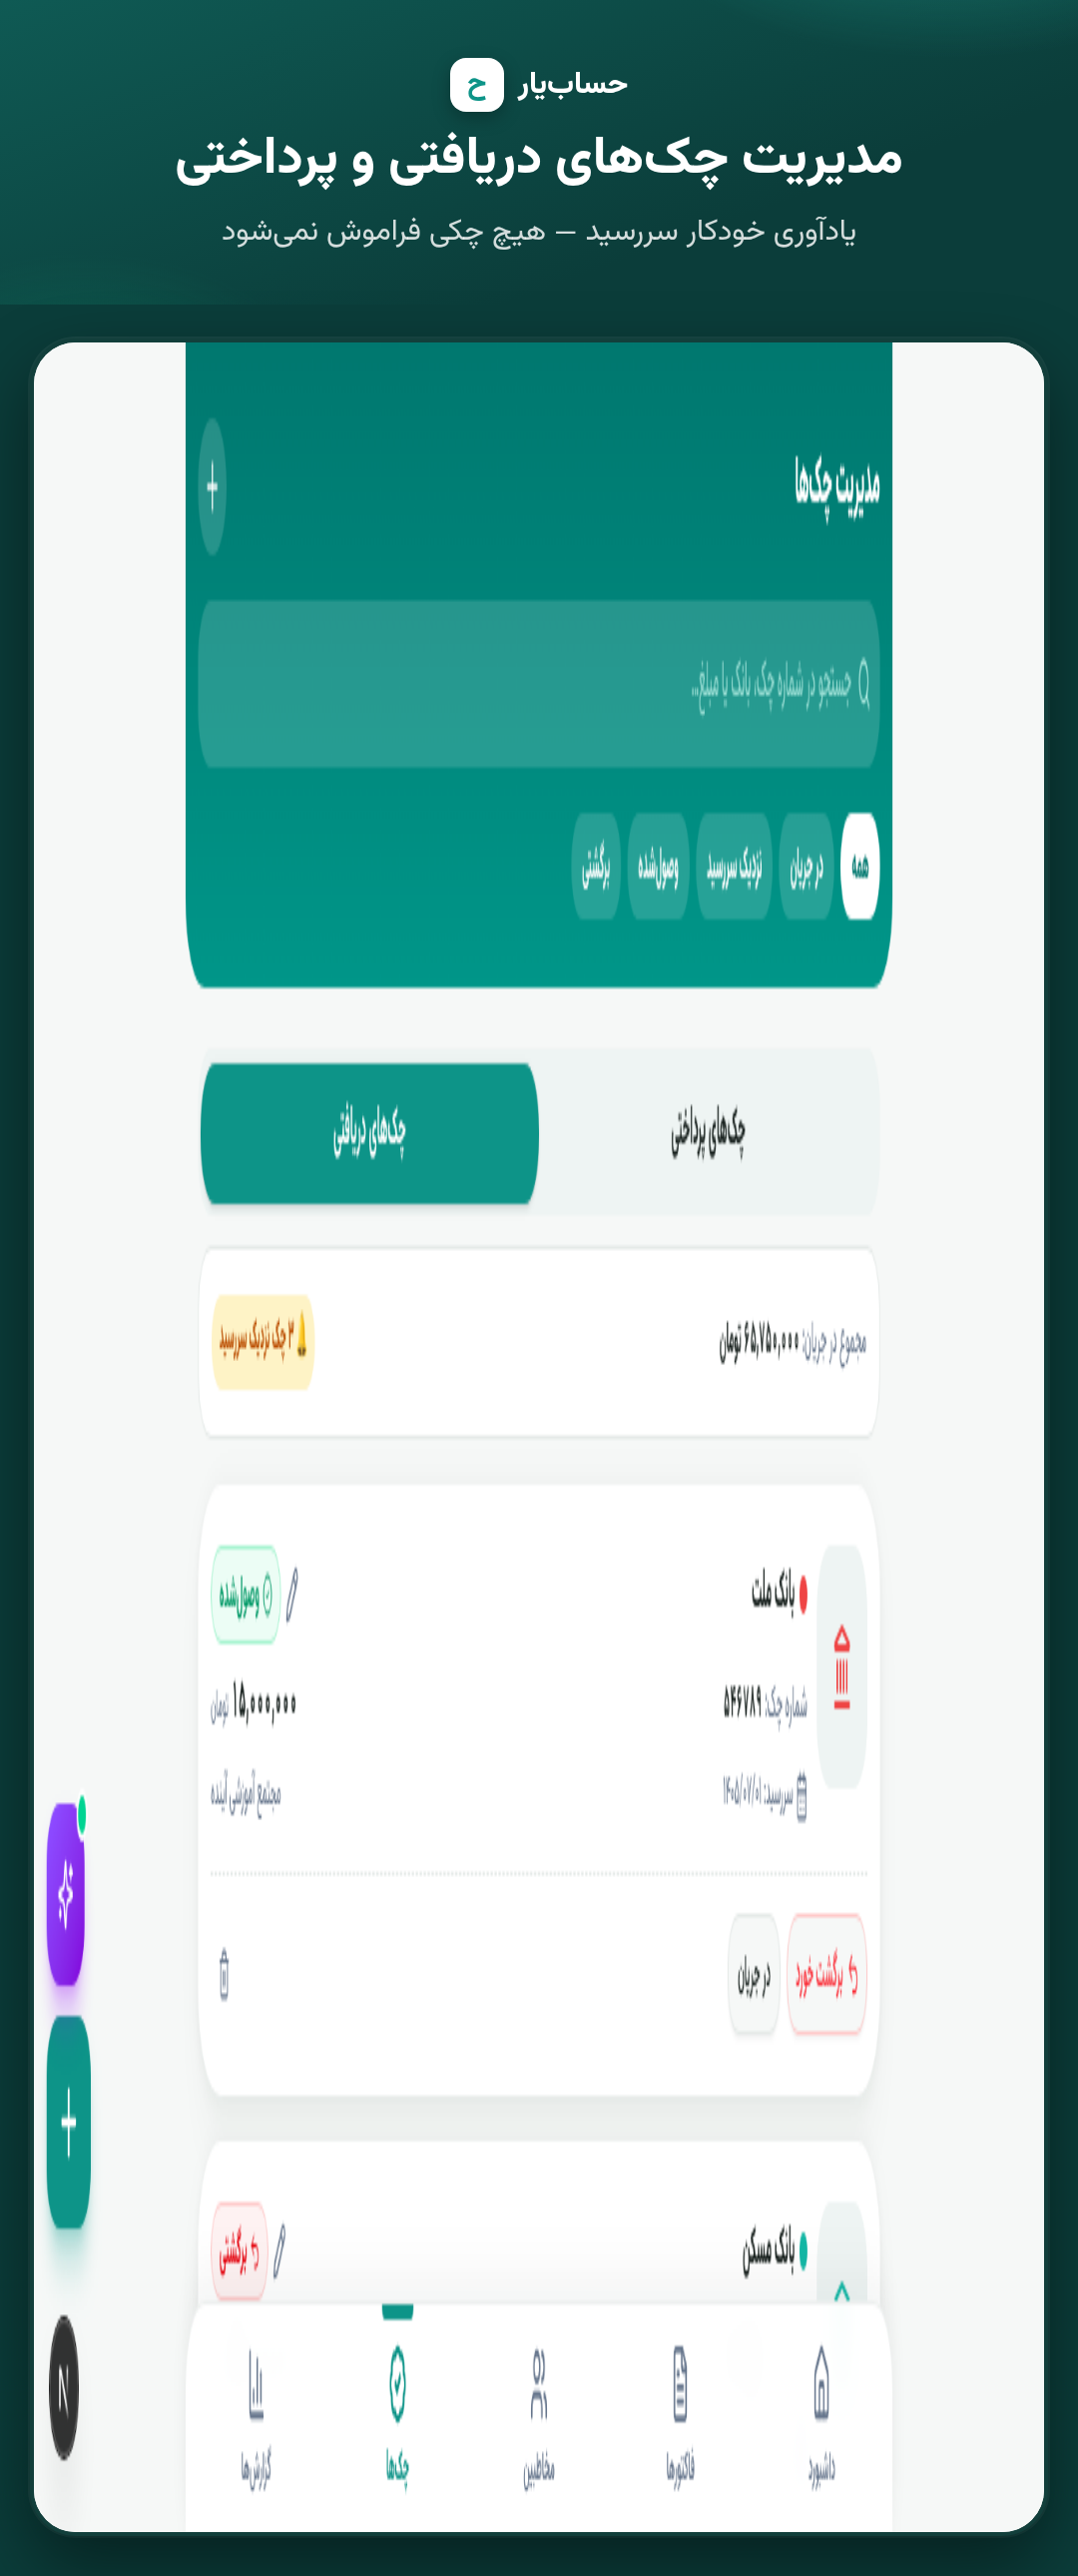 حساب‌یار ح
مدیریت چک‌های دریافتی و پرداختی
یادآوری خودکار سررسید — هیچ چکی فراموش نمی‌شود
مدیریت چک‌ها
جستجو در شماره چک، بانک یا مبلغ...
همه در جریان نزدیک سررسید وصول‌شده برگشتی
چک‌های پرداختی چک‌های دریافتی
مجموع در جریان: ۶۵,۷۵۰,۰۰۰ تومان
۳ چک نزدیک سررسید
بانک ملت
وصول‌شده
شماره چک: ۵۴۶۷۸۹
۱۵,۰۰۰,۰۰۰ تومان
سررسید: ۱۴۰۵/۰۷/۰۱
مجتمع آموزشی آینده
برگشت خورد در جریان
بانک مسکن
برگشتی
داشبورد فاکتورها مخاطبین چک‌ها گزارش‌ها
N